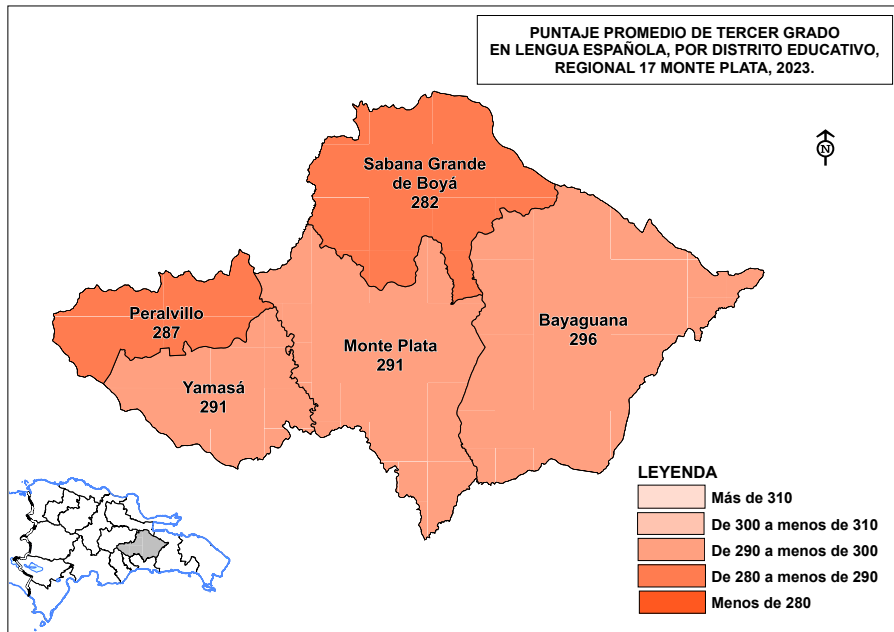 PUNTAJE PROMEDIO DE TERCER GRADO
EN LENGUA ESPAÑOLA, POR DISTRITO EDUCATIVO,
REGIONAL 17 MONTE PLATA, 2023.
N
Sabana Grande
de Boyá
282
Peralvillo
287
Bayaguana
296
Monte Plata
291
Yamasá
291
LEYENDA
Más de 310
De 300 a menos de 310
De 290 a menos de 300
De 280 a menos de 290
Menos de 280